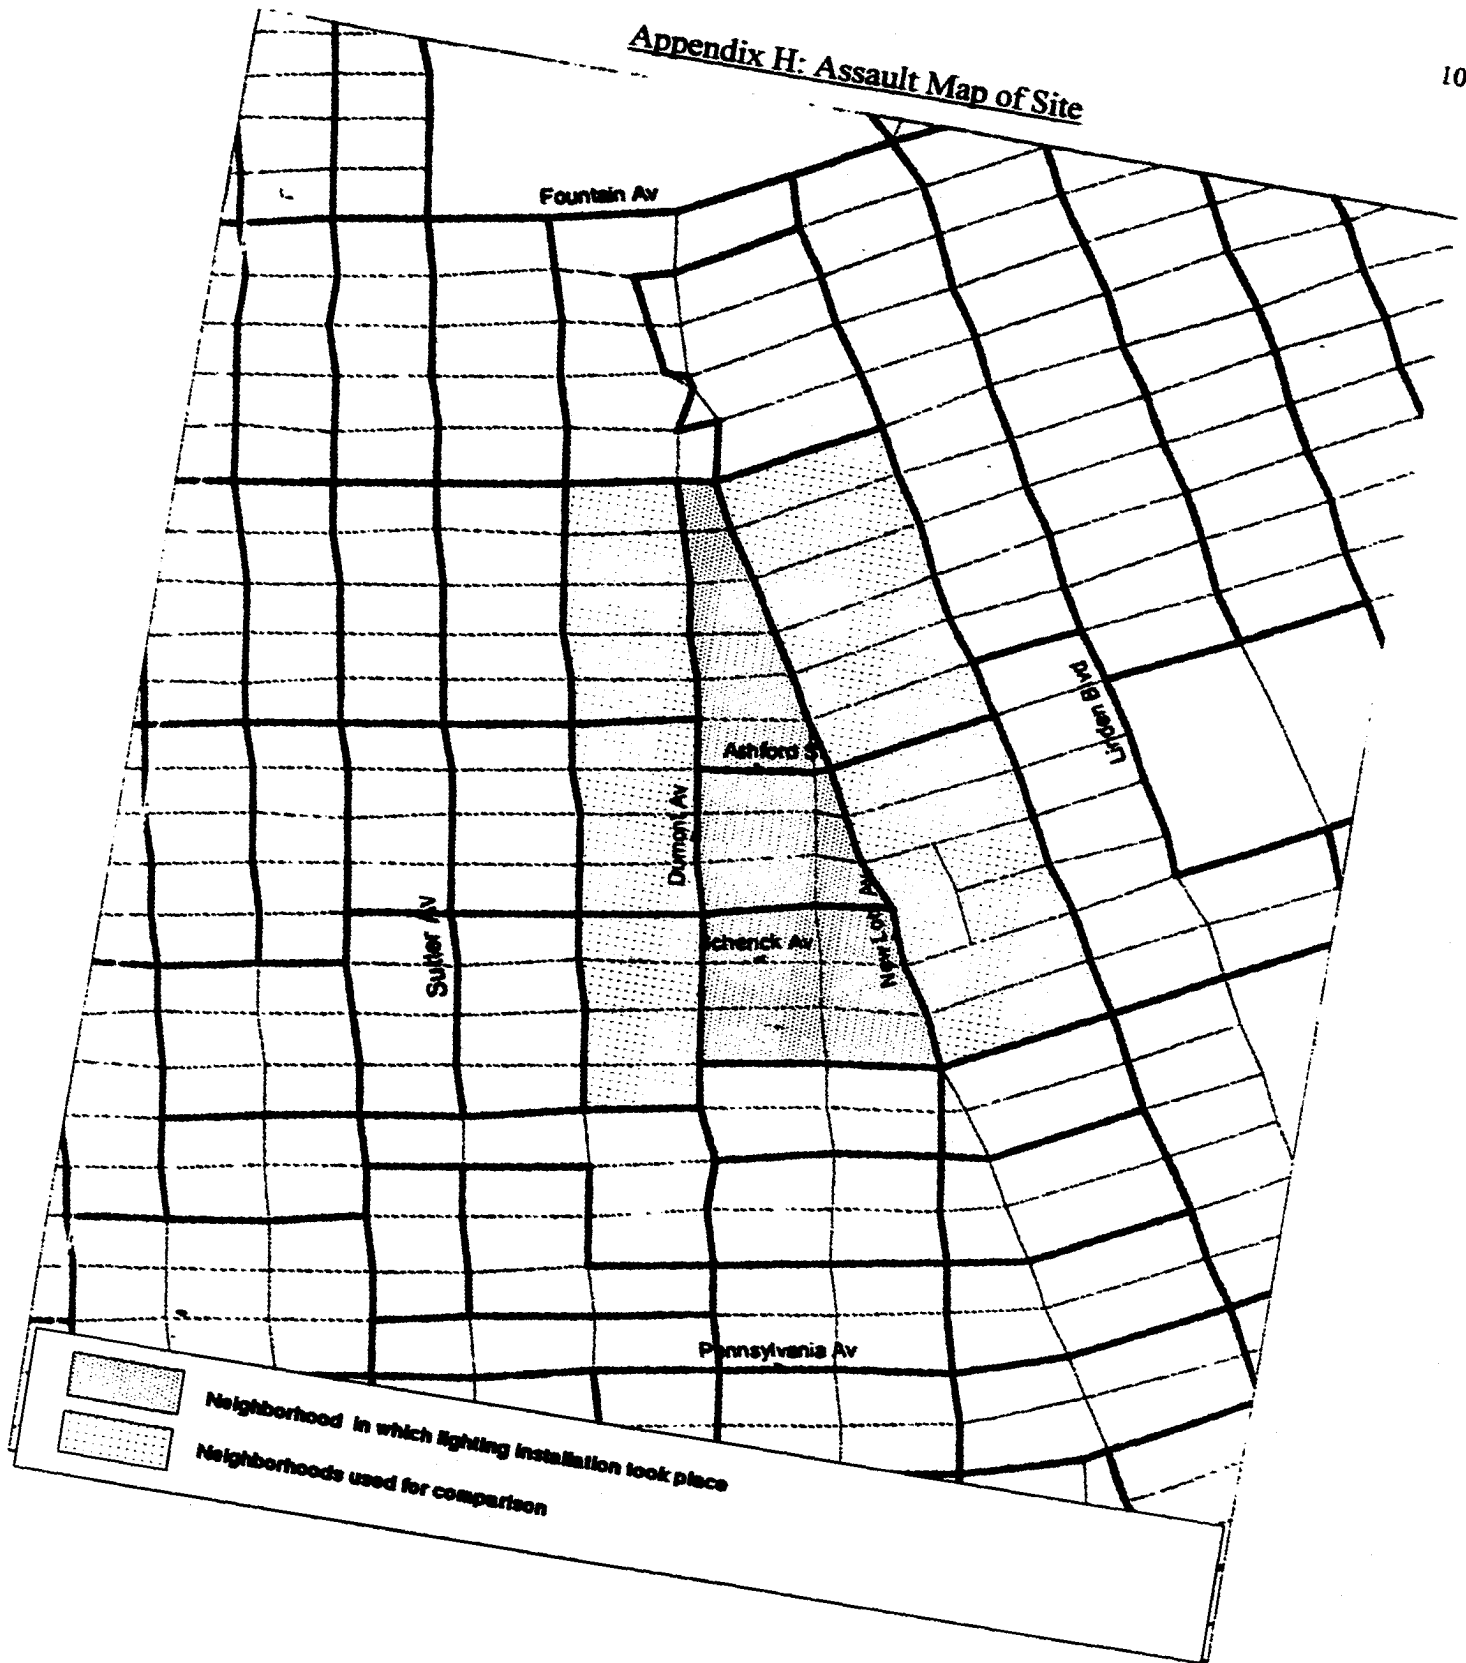 Appendix H: Assault Map of Site
10
Fountain Av
Ashford S
Linden Blvd
Dumont Av
Sutter Av
Schenck Av
New Lots Av
Pennsylvania Av
Neighborhood in which lighting installation took place
Neighborhoods used for comparison